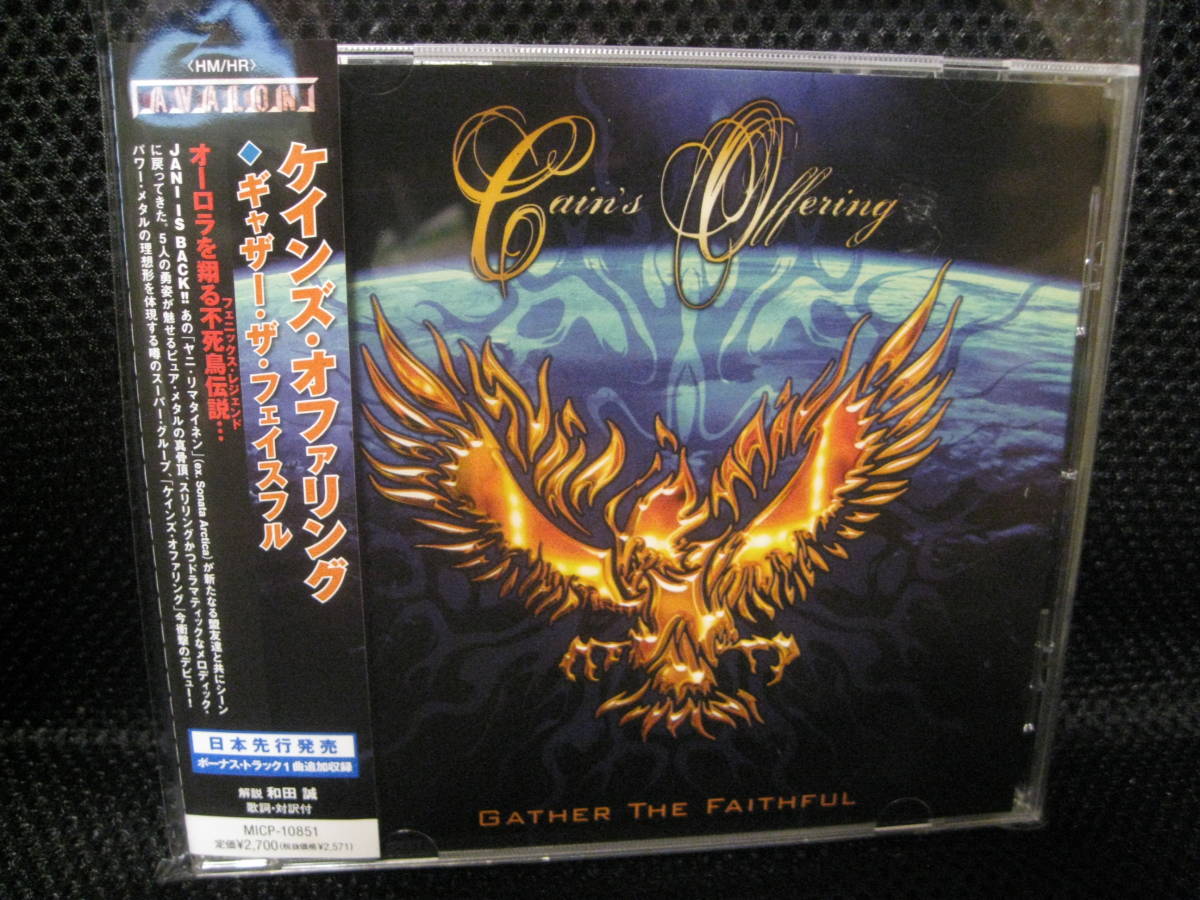 〈HM/HR〉
AVALON
ケインズ・オファリング
◆ギャザー・ザ・フェイスフル
フェニックス・レジェンド
オーロラを翔る不死鳥伝説…
JANI IS BACK!! あの「ヤニ・リマタイネン」(ex. Sonata Arctica)が新たなる盟友達と共にシーン
に戻ってきた。5人の勇姿が魅せるピュア・メタルの真骨頂、スリリングかつドラマティックなメロディック・
パワー・メタルの理想形を体現する噂のスーパー・グループ、「ケインズ・オファリング」今衝撃のデビュー!
日本先行発売
ボーナス・トラック1曲追加収録
解説 和田 誠
歌詞・対訳付
MICP-10851
定価¥2,700(税抜価格¥2,571)
Cain's Offering
GATHER THE FAITHFUL